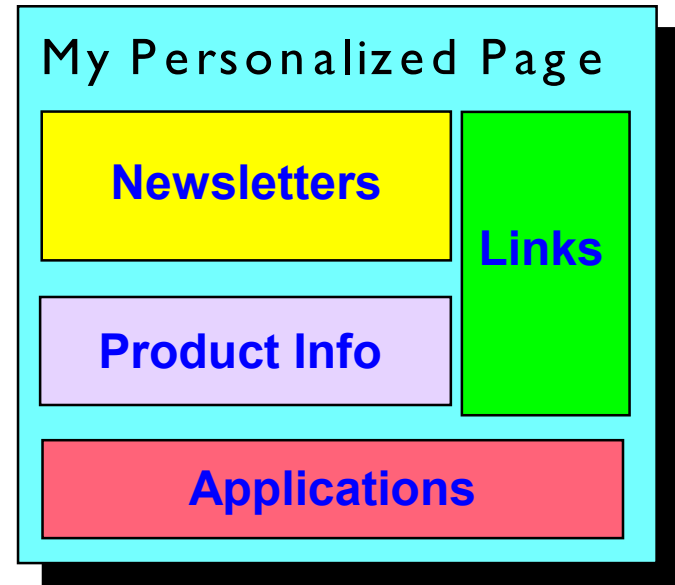 My Personalized Page
Newsletters
Links
Product Info
Applications